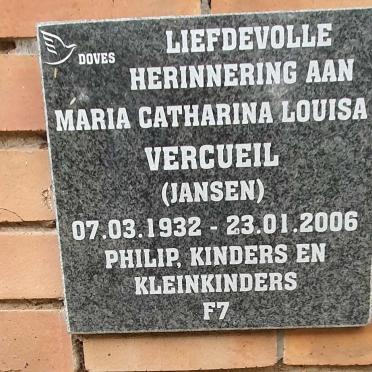 DOVES
LIEFDEVOLLE
HERINNERING AAN
MARIA CATHARINA LOUISA
VERCUEIL
(JANSEN)
07.03.1932 - 23.01.2006
PHILIP, KINDERS EN
KLEINKINDERS
F7